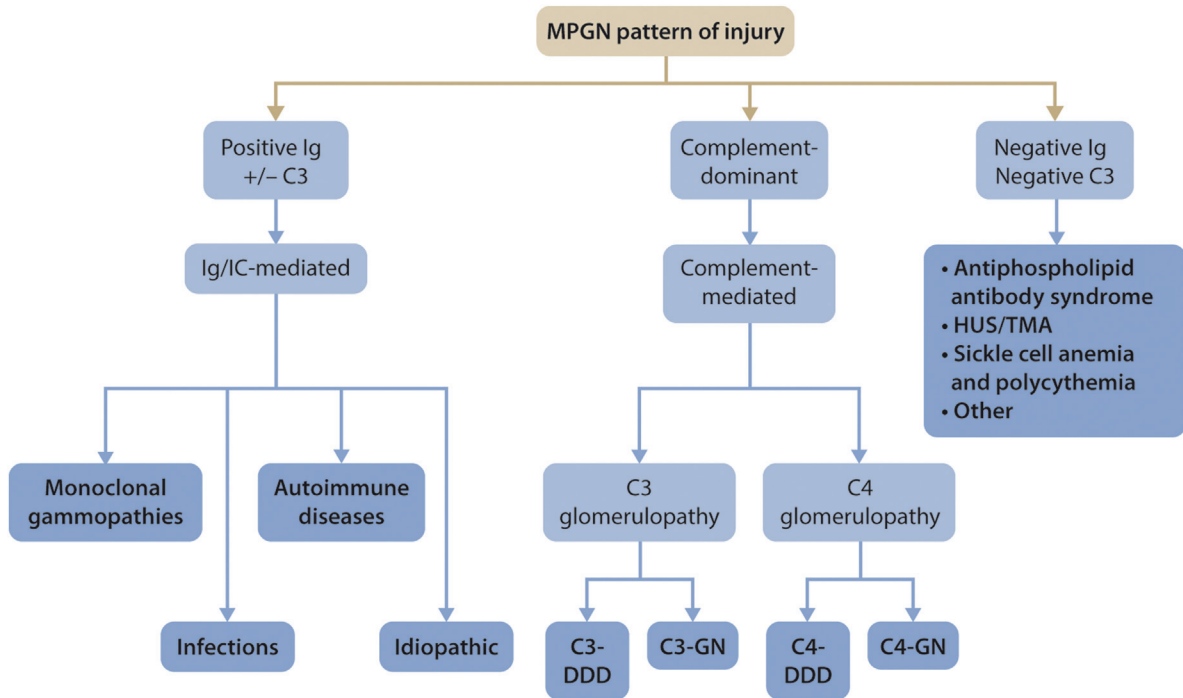 MPGN pattern of injury
Positive Ig
+/– C3
Complement-
dominant
Negative Ig
Negative C3
Ig/IC-mediated
Complement-
mediated
• Antiphospholipid
antibody syndrome
• HUS/TMA
• Sickle cell anemia
and polycythemia
• Other
Monoclonal
gammopathies
Autoimmune
diseases
C3
glomerulopathy
C4
glomerulopathy
Infections
Idiopathic
C3-
DDD
C3-GN
C4-
DDD
C4-GN